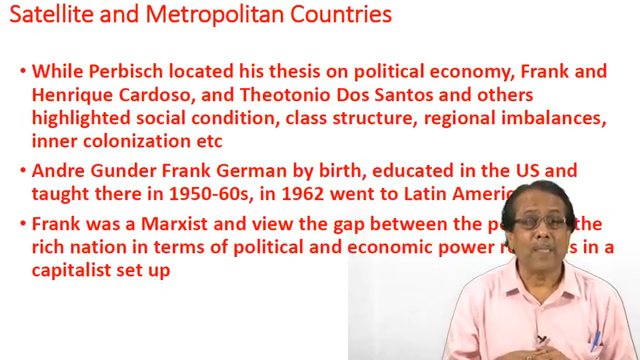 Satellite and Metropolitan Countries
• While Perbisch located his thesis on political economy, Frank and
Henrique Cardoso, and Theotonio Dos Santos and others
highlighted social condition, class structure, regional imbalances,
inner colonization etc
• Andre Gunder Frank German by birth, educated in the US and
taught there in 1950-60s, in 1962 went to Latin
• Frank was a Marxist and view the gap between the the
rich nation in terms of political and economic power in a
capitalist set up